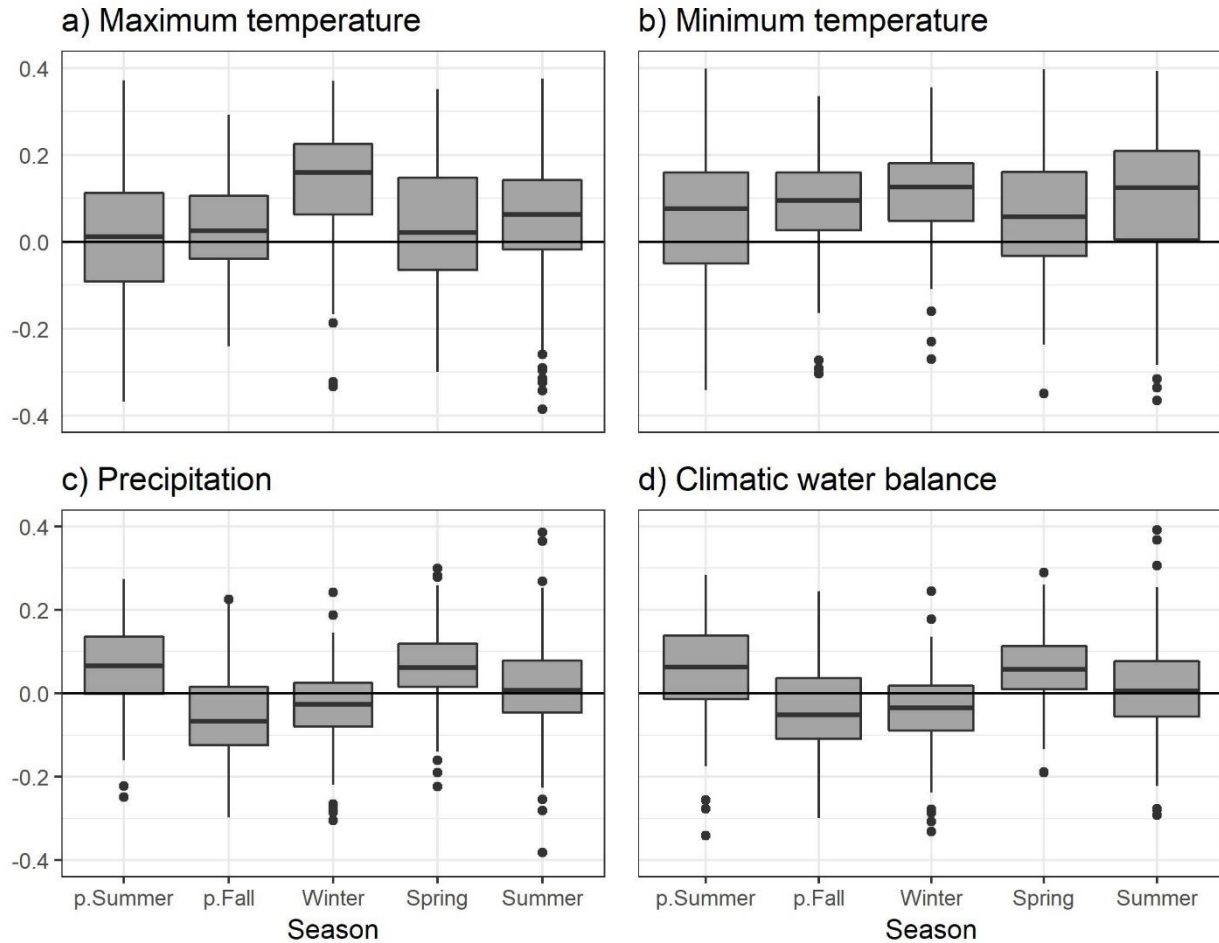 a) Maximum temperature
b) Minimum temperature
0.4
0.2
0.0
-0.2
-0.4
c) Precipitation
d) Climatic water balance
0.4
0.2
0.0
-0.2
-0.4
p.Summer p.Fall Winter Spring Summer
p.Summer p.Fall Winter Spring Summer
Season
Season